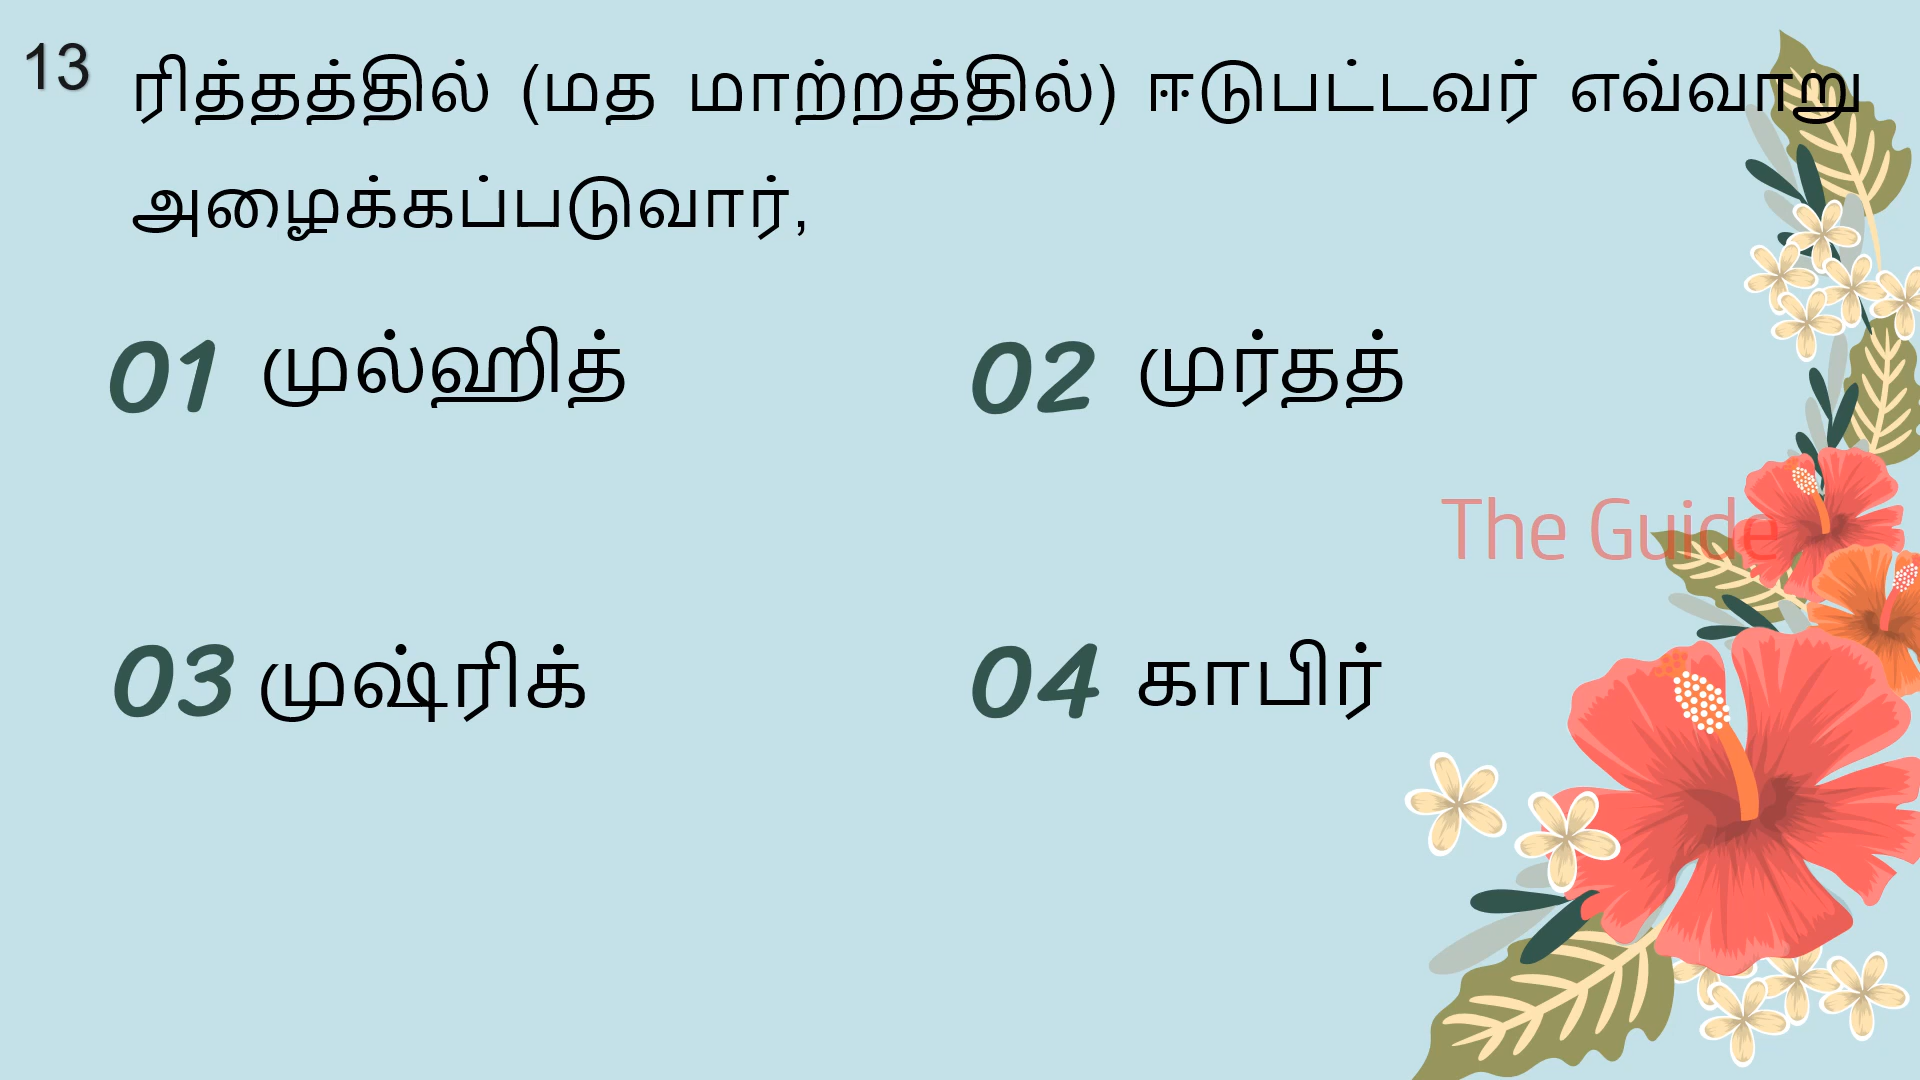 13 ரித்தத்தில் (மத மாற்றத்தில்) ஈடுபட்டவர் எவ்வாறு
அழைக்கப்படுவார்,
01 முல்ஹித்
02 முர்தத்
The Guide
03 முஷ்ரிக்
04 காபிர்